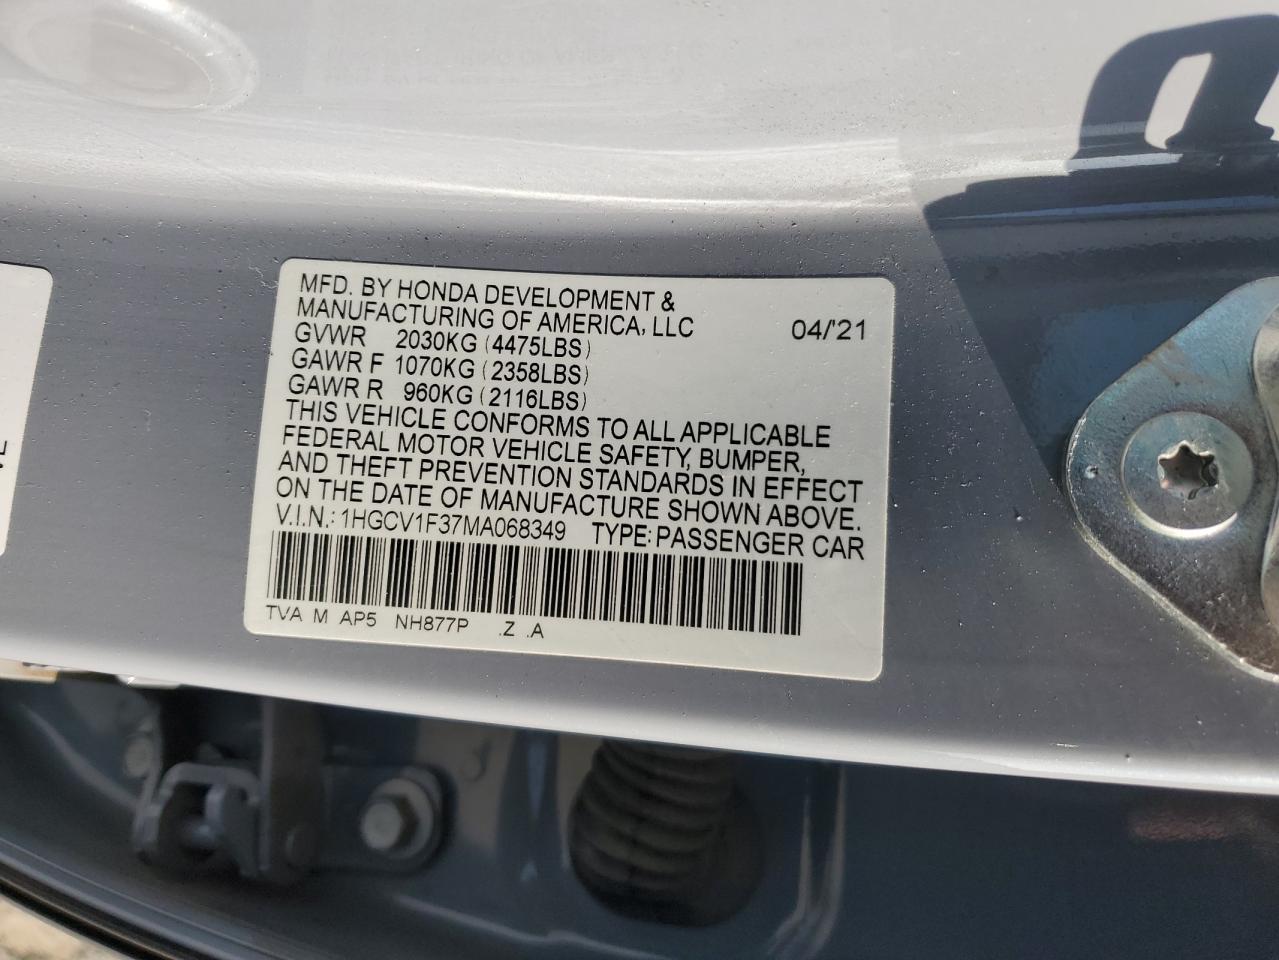 MFD. BY HONDA DEVELOPMENT &
MANUFACTURING OF AMERICA, LLC 04/'21
GVWR 2030KG (4475LBS)
GAWR F 1070KG (2358LBS)
GAWR R 960KG (2116LBS)
THIS VEHICLE CONFORMS TO ALL APPLICABLE
FEDERAL MOTOR VEHICLE SAFETY, BUMPER,
AND THEFT PREVENTION STANDARDS IN EFFECT
ON THE DATE OF MANUFACTURE SHOWN ABOVE.
V.I.N.: 1HGCV1F37MA068349 TYPE: PASSENGER CAR
TVA M AP5 NH877P .Z .A